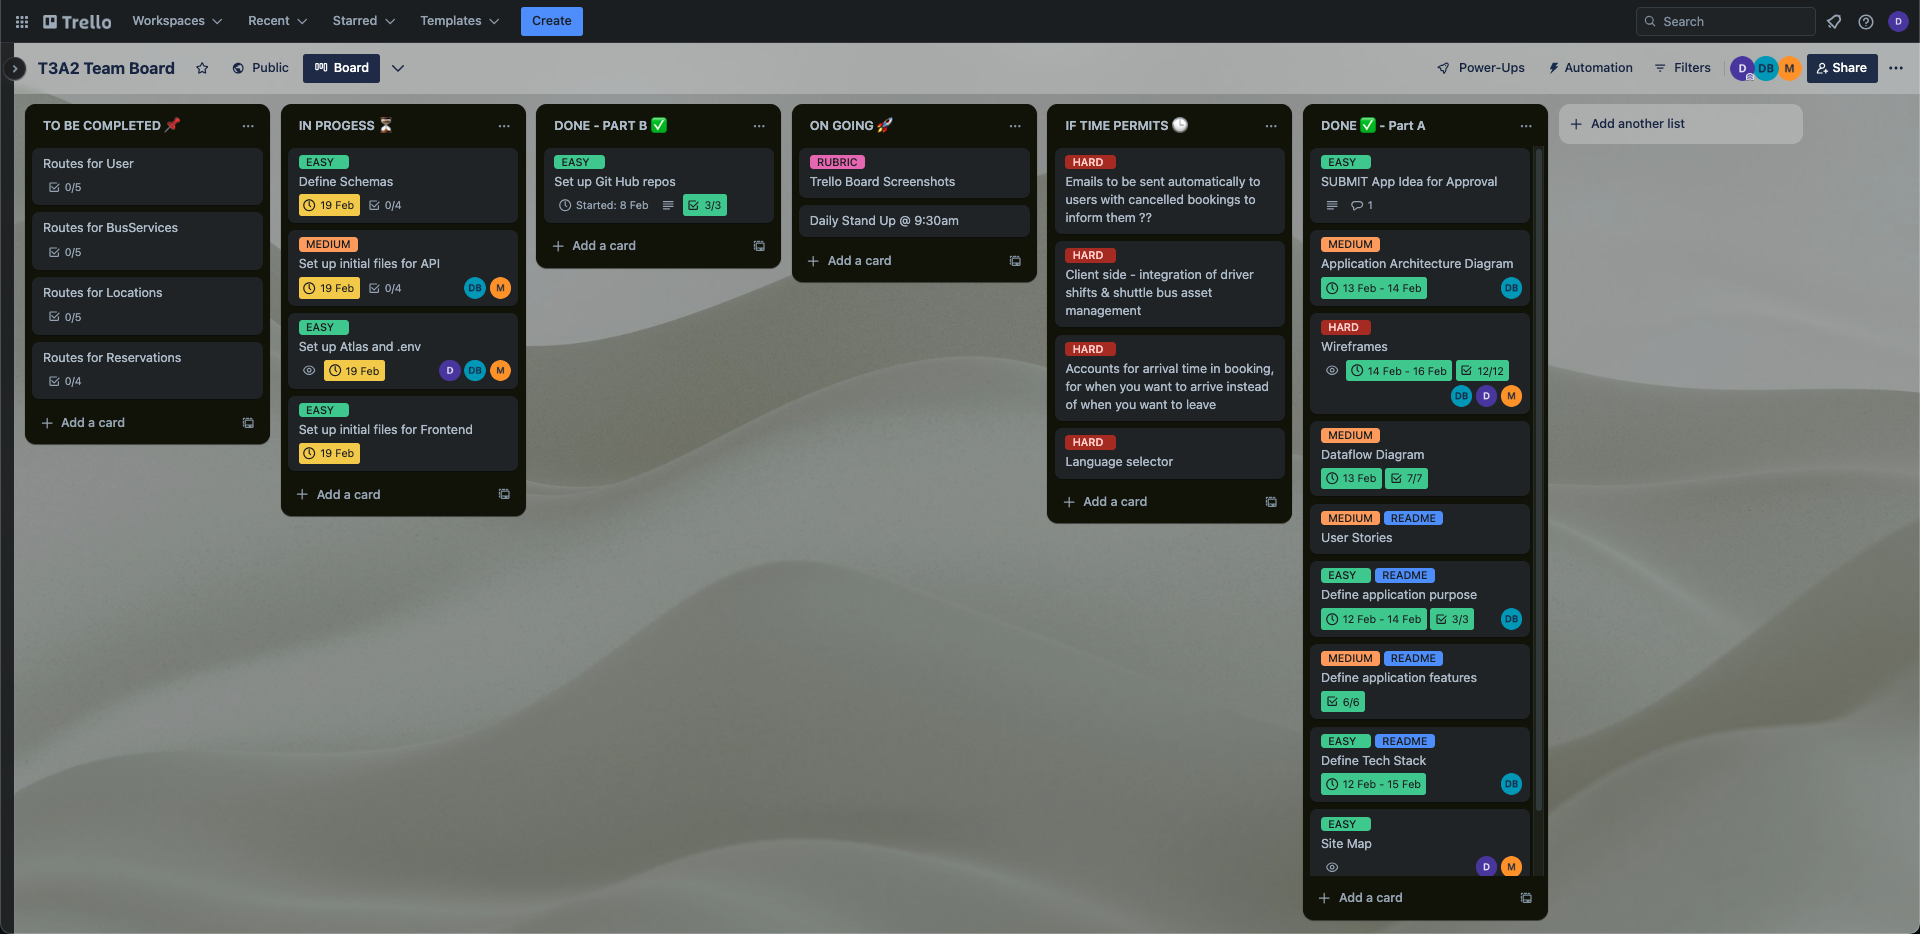 Trello
Workspaces
Recent
Starred
Templates
Create
Search
D
T3A2 Team Board
Public
Board
Power-Ups
Automation
Filters
D
DB
M
Share
TO BE COMPLETED 📌
Routes for User
0/5
Routes for BusServices
0/5
Routes for Locations
0/5
Routes for Reservations
0/4
Add a card
IN PROGESS ⏳
EASY
Define Schemas
19 Feb 0/4
MEDIUM
Set up initial files for API
19 Feb 0/4 DB M
EASY
Set up Atlas and .env
19 Feb D DB M
EASY
Set up initial files for Frontend
19 Feb
Add a card
DONE - PART B ✅
EASY
Set up Git Hub repos
Started: 8 Feb 3/3
Add a card
ON GOING 🚀
RUBRIC
Trello Board Screenshots
Daily Stand Up @ 9:30am
Add a card
IF TIME PERMITS 🕒
HARD
Emails to be sent automatically to
users with cancelled bookings to
inform them ??
HARD
Client side - integration of driver
shifts & shuttle bus asset
management
HARD
Accounts for arrival time in booking,
for when you want to arrive instead
of when you want to leave
HARD
Language selector
Add a card
DONE ✅ - Part A
EASY
SUBMIT App Idea for Approval
1
MEDIUM
Application Architecture Diagram
13 Feb - 14 Feb DB
HARD
Wireframes
14 Feb - 16 Feb 12/12
DB D M
MEDIUM
Dataflow Diagram
13 Feb 7/7
MEDIUM README
User Stories
EASY README
Define application purpose
12 Feb - 14 Feb 3/3 DB
MEDIUM README
Define application features
6/6
EASY README
Define Tech Stack
12 Feb - 15 Feb DB
EASY
Site Map
D M
Add a card
Add another list